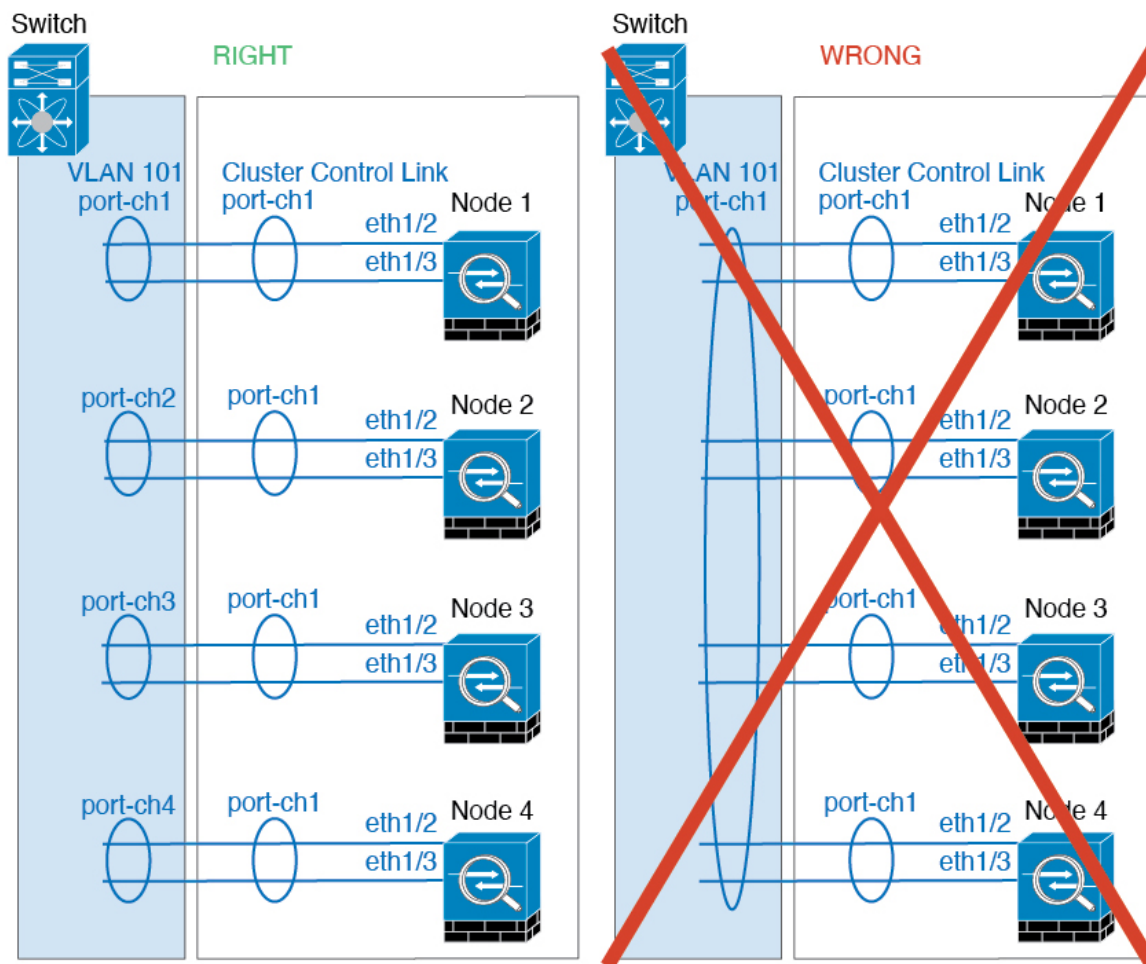 Switch
RIGHT
VLAN 101
port-ch1
Cluster Control Link
port-ch1
Node 1
eth1/2
eth1/3
port-ch2
port-ch1
Node 2
eth1/2
eth1/3
port-ch3
port-ch1
Node 3
eth1/2
eth1/3
port-ch4
port-ch1
Node 4
eth1/2
eth1/3
Switch
WRONG
VLAN 101
port-ch1
Cluster Control Link
port-ch1
Node 1
eth1/2
eth1/3
port-ch1
Node 2
eth1/2
eth1/3
port-ch1
Node 3
eth1/2
eth1/3
port-ch1
Node 4
eth1/2
eth1/3